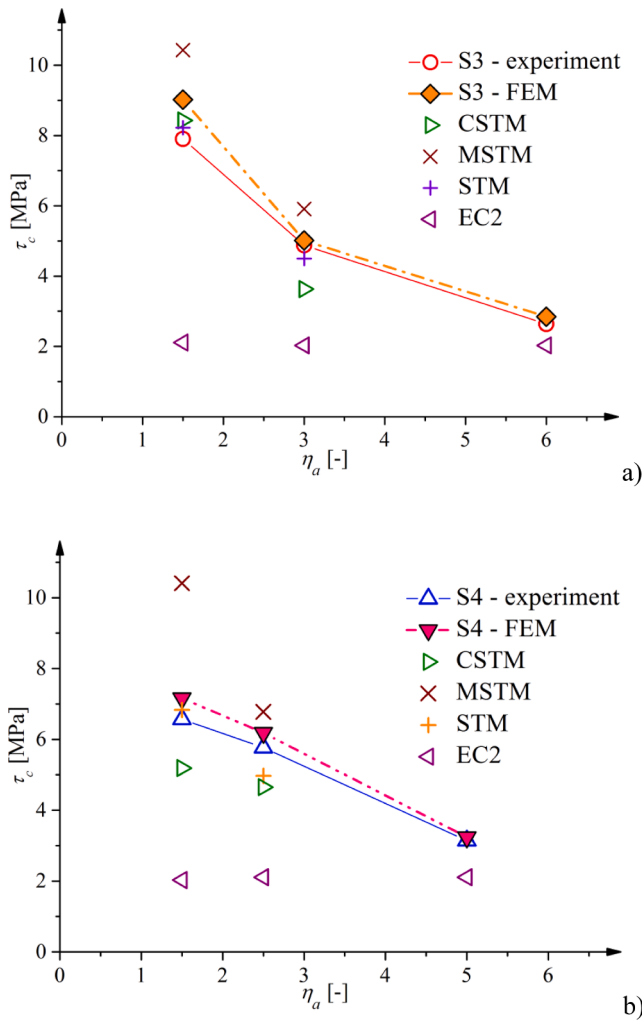 10
8
6
4
2
0
τc [MPa]
S3 - experiment
S3 - FEM
CSTM
MSTM
STM
EC2
0 1 2 3 4 5 6
ηa [-]
a)
10
8
6
4
2
0
τc [MPa]
S4 - experiment
S4 - FEM
CSTM
MSTM
STM
EC2
0 1 2 3 4 5 6
ηa [-]
b)